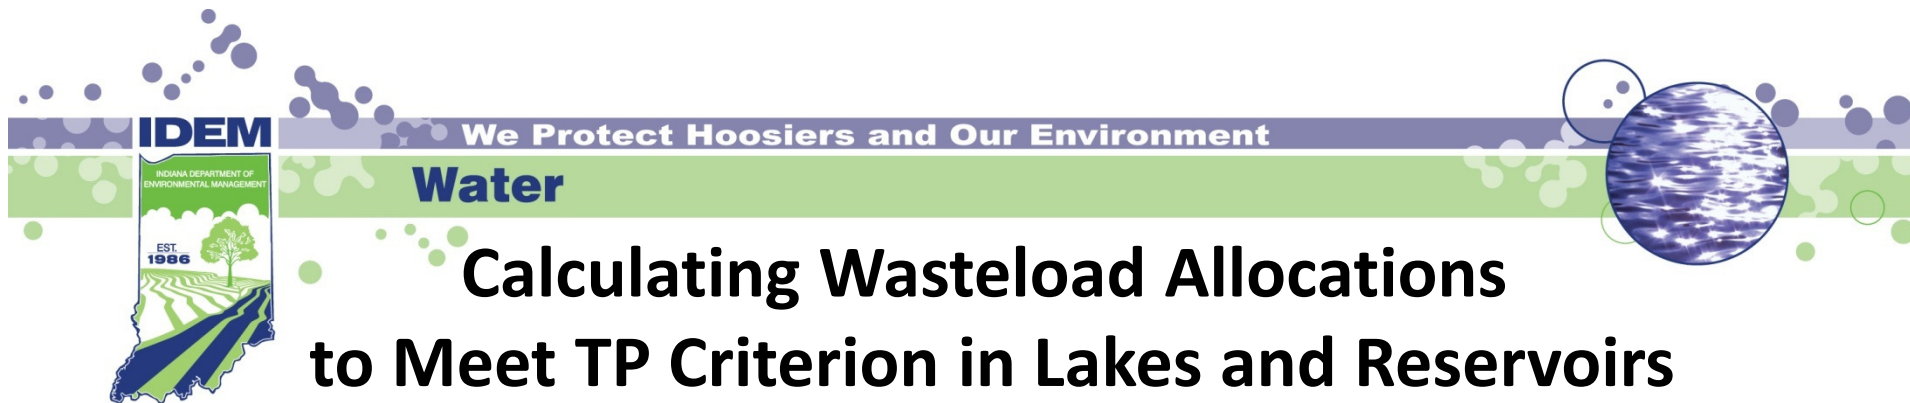 IDEM
We Protect Hoosiers and Our Environment
INDIANA DEPARTMENT OF
ENVIRONMENTAL MANAGEMENT
Water
EST.
1986
Calculating Wasteload Allocations
to Meet TP Criterion in Lakes and Reservoirs